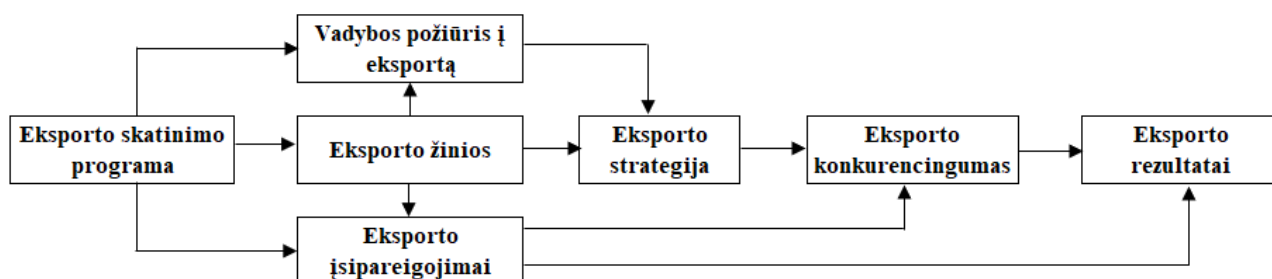 Vadybos požiūris į
eksportą
Eksporto skatinimo
programa
Eksporto žinios
Eksporto
strategija
Eksporto
konkurencingumas
Eksporto
rezultatai
Eksporto
įsipareigojimai